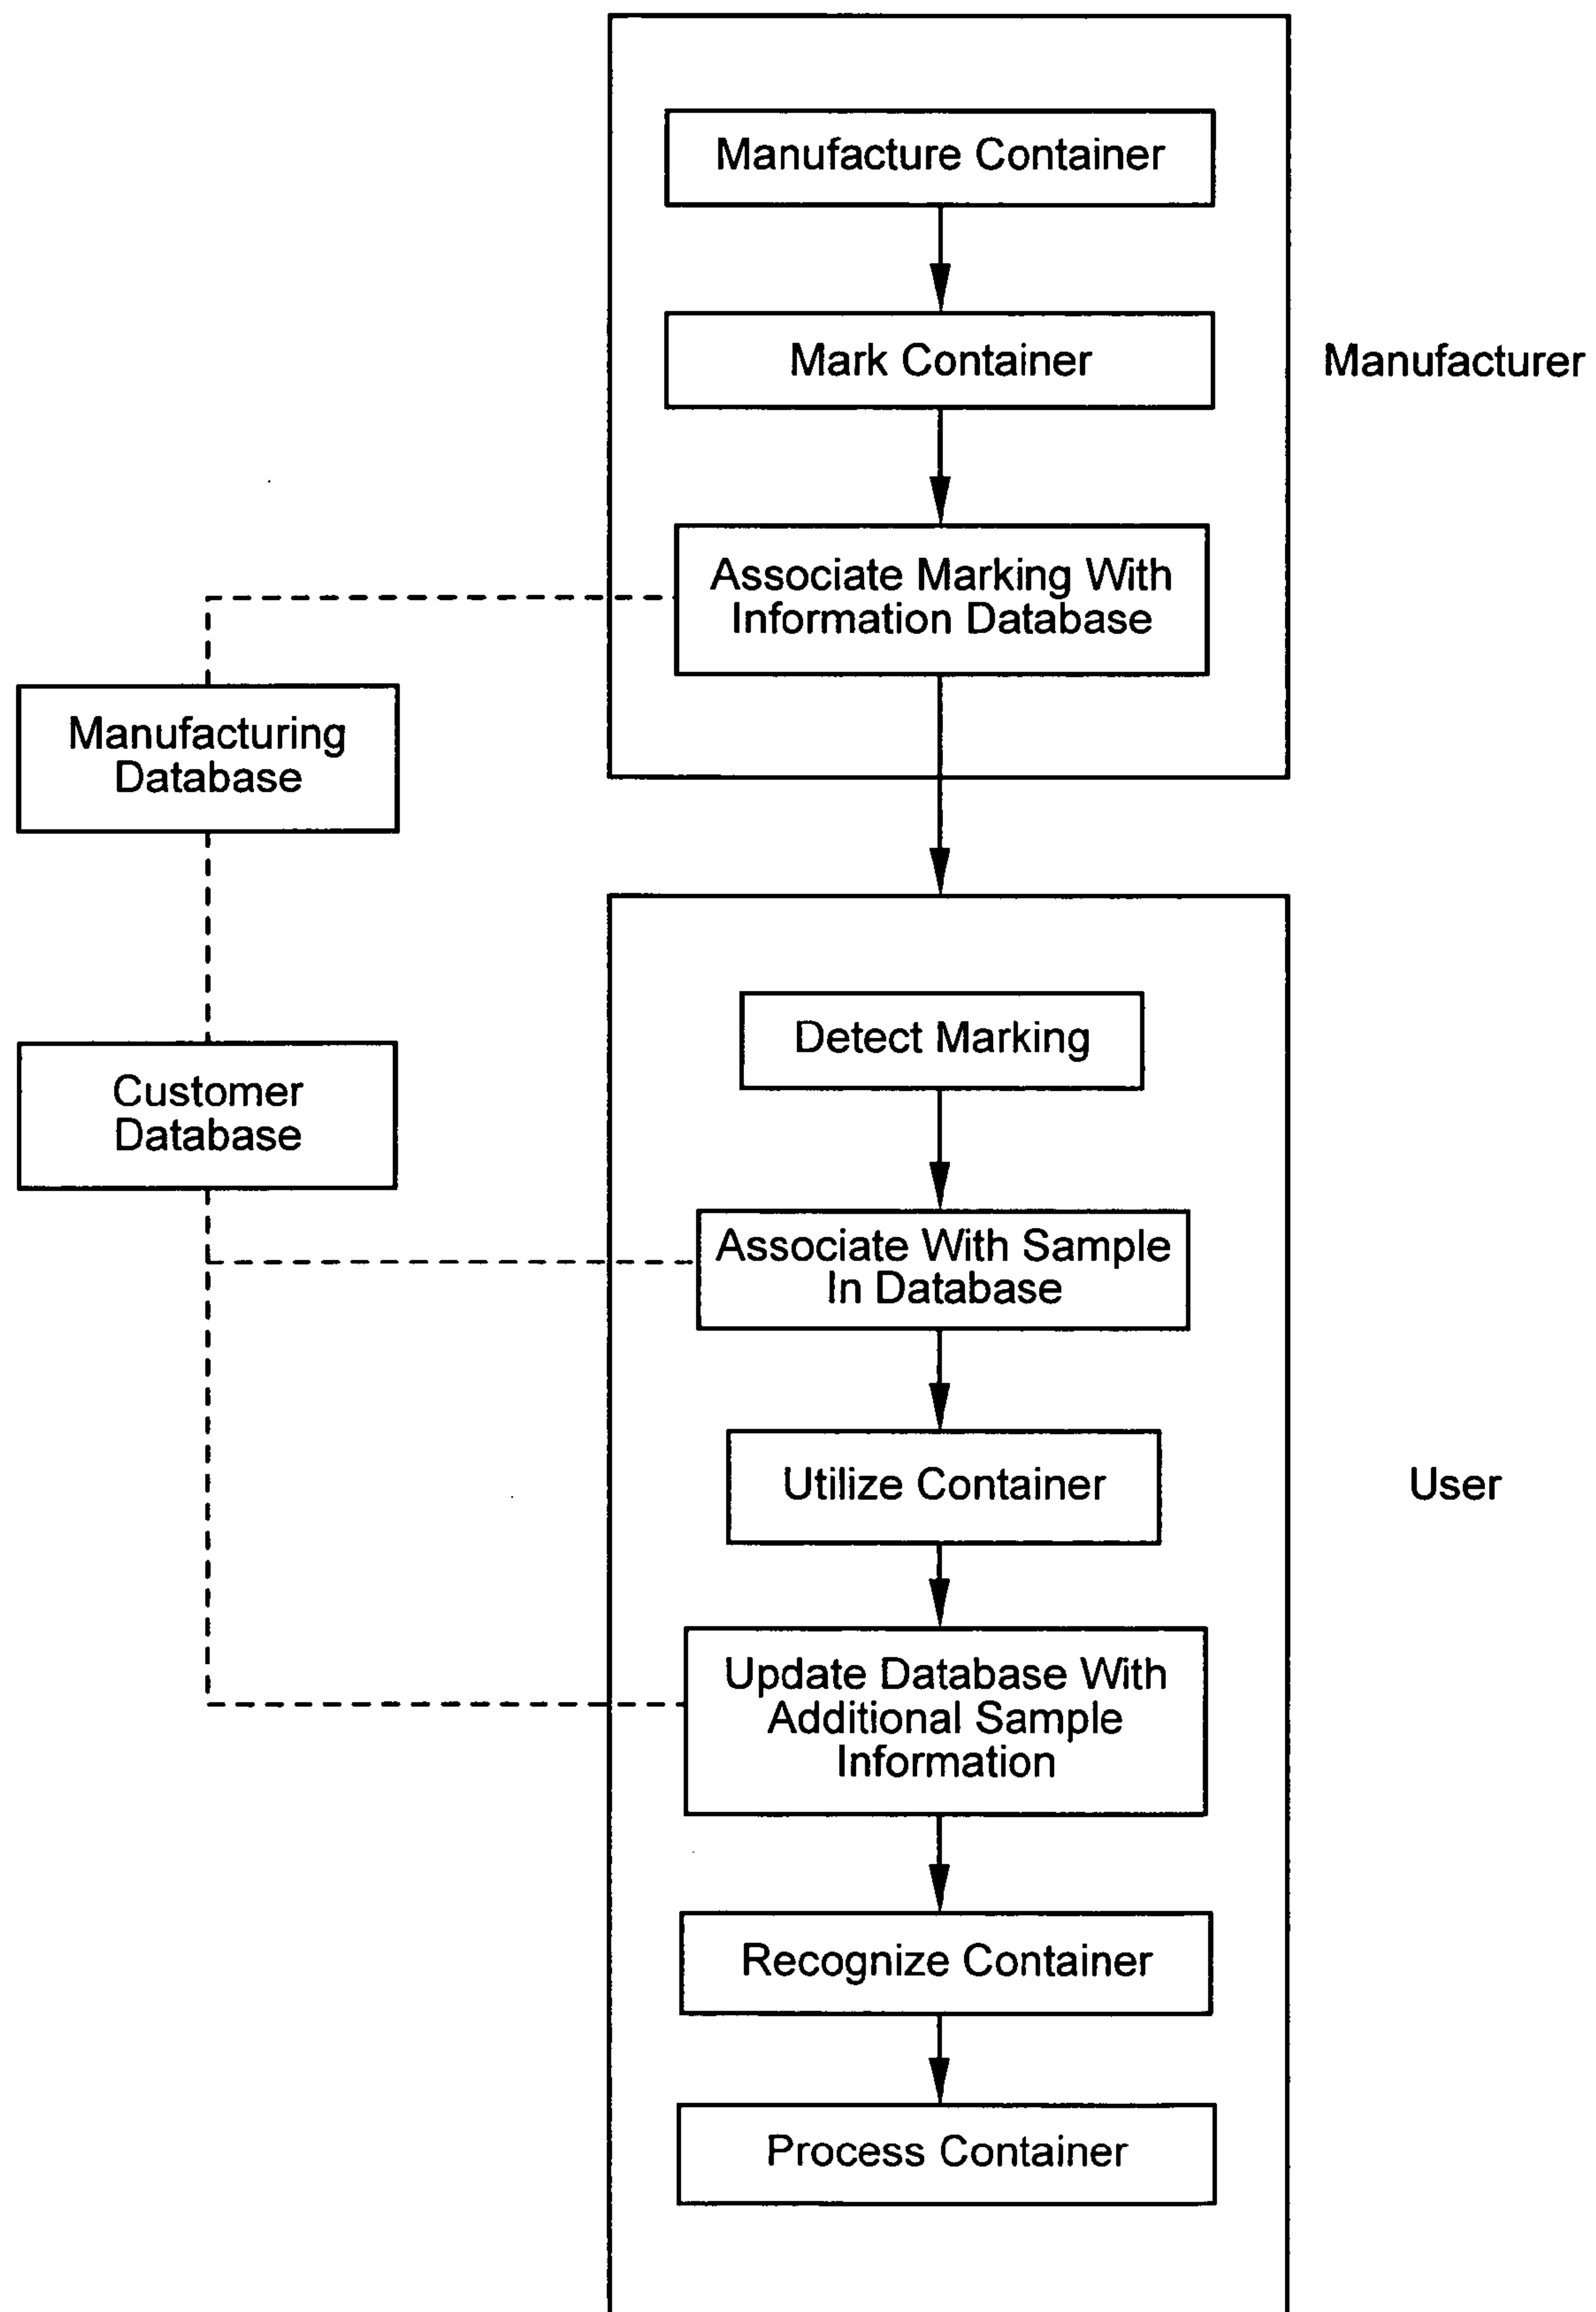 Manufacture Container
Mark Container
Manufacturer
Associate Marking With
Information Database
Manufacturing
Database
Customer
Database
Detect Marking
Associate With Sample
In Database
Utilize Container
User
Update Database With
Additional Sample
Information
Recognize Container
Process Container